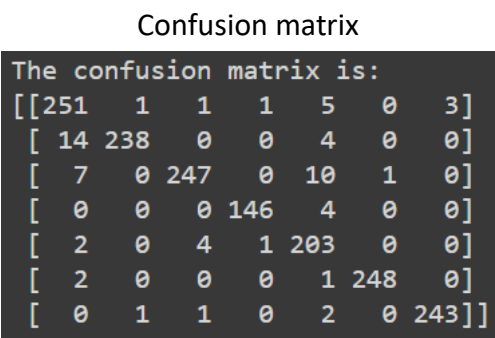 Confusion matrix
The confusion matrix is:
[[251 1 1 1 5 0 3]
[ 14 238 0 0 4 0 0]
[ 7 0 247 0 10 1 0]
[ 0 0 0 146 4 0 0]
[ 2 0 4 1 203 0 0]
[ 2 0 0 0 1 248 0]
[ 0 1 1 0 2 0 243]]